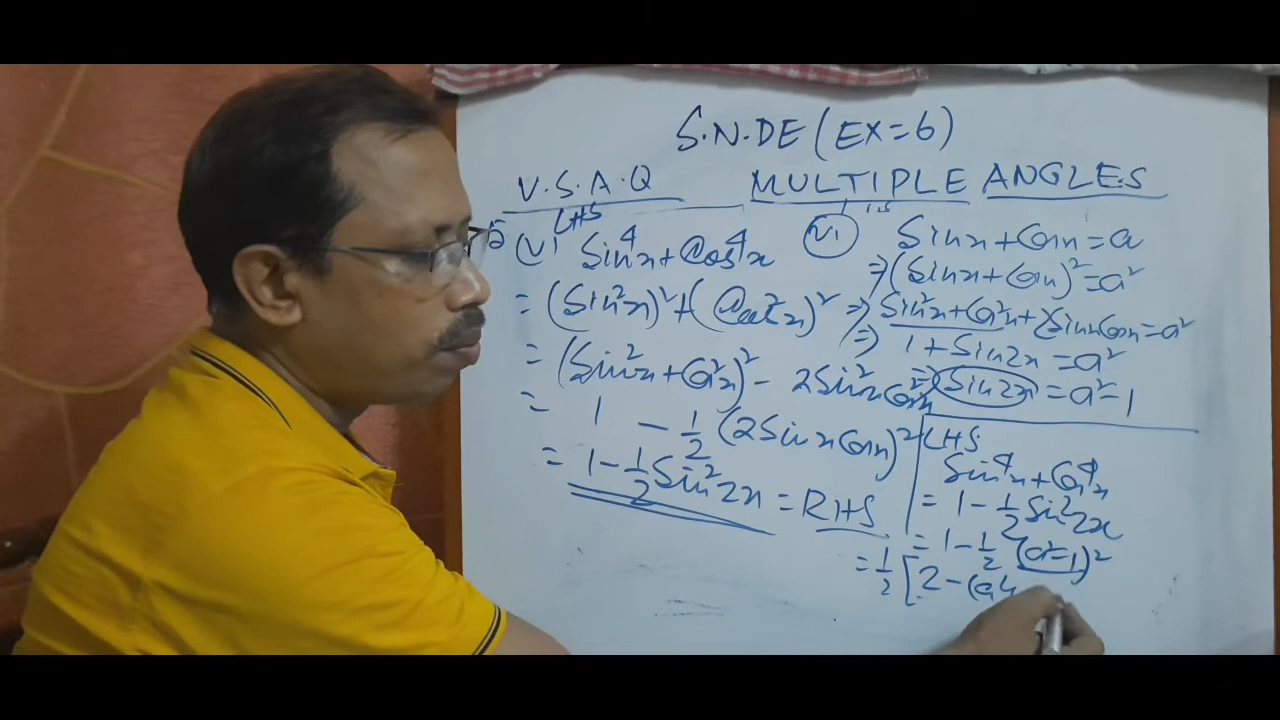 S.N.DE (EX=6)
V.S.A.Q MULTIPLE ANGLES
LHS
(V) Sin⁴x + Cos⁴x
= (Sin²x)² + (Cos²x)²
= (Sin²x + Cos²x)² - 2Sin²x Cos²x
= 1 - 1/2 (2Sinx Cosx)²
= 1 - 1/2 Sin²2x = RHS
VI Sinx + Cosx = a
⇒ (Sinx + Cosx)² = a²
⇒ Sin²x + Cos²x + 2Sinx Cosx = a²
⇒ 1 + Sin2x = a²
⇒ Sin2x = a² - 1
LHS
Sin⁴x + Cos⁴x
= 1 - 1/2 Sin²2x
= 1 - 1/2 (a²-1)²
= 1/2 [2 - (a⁴